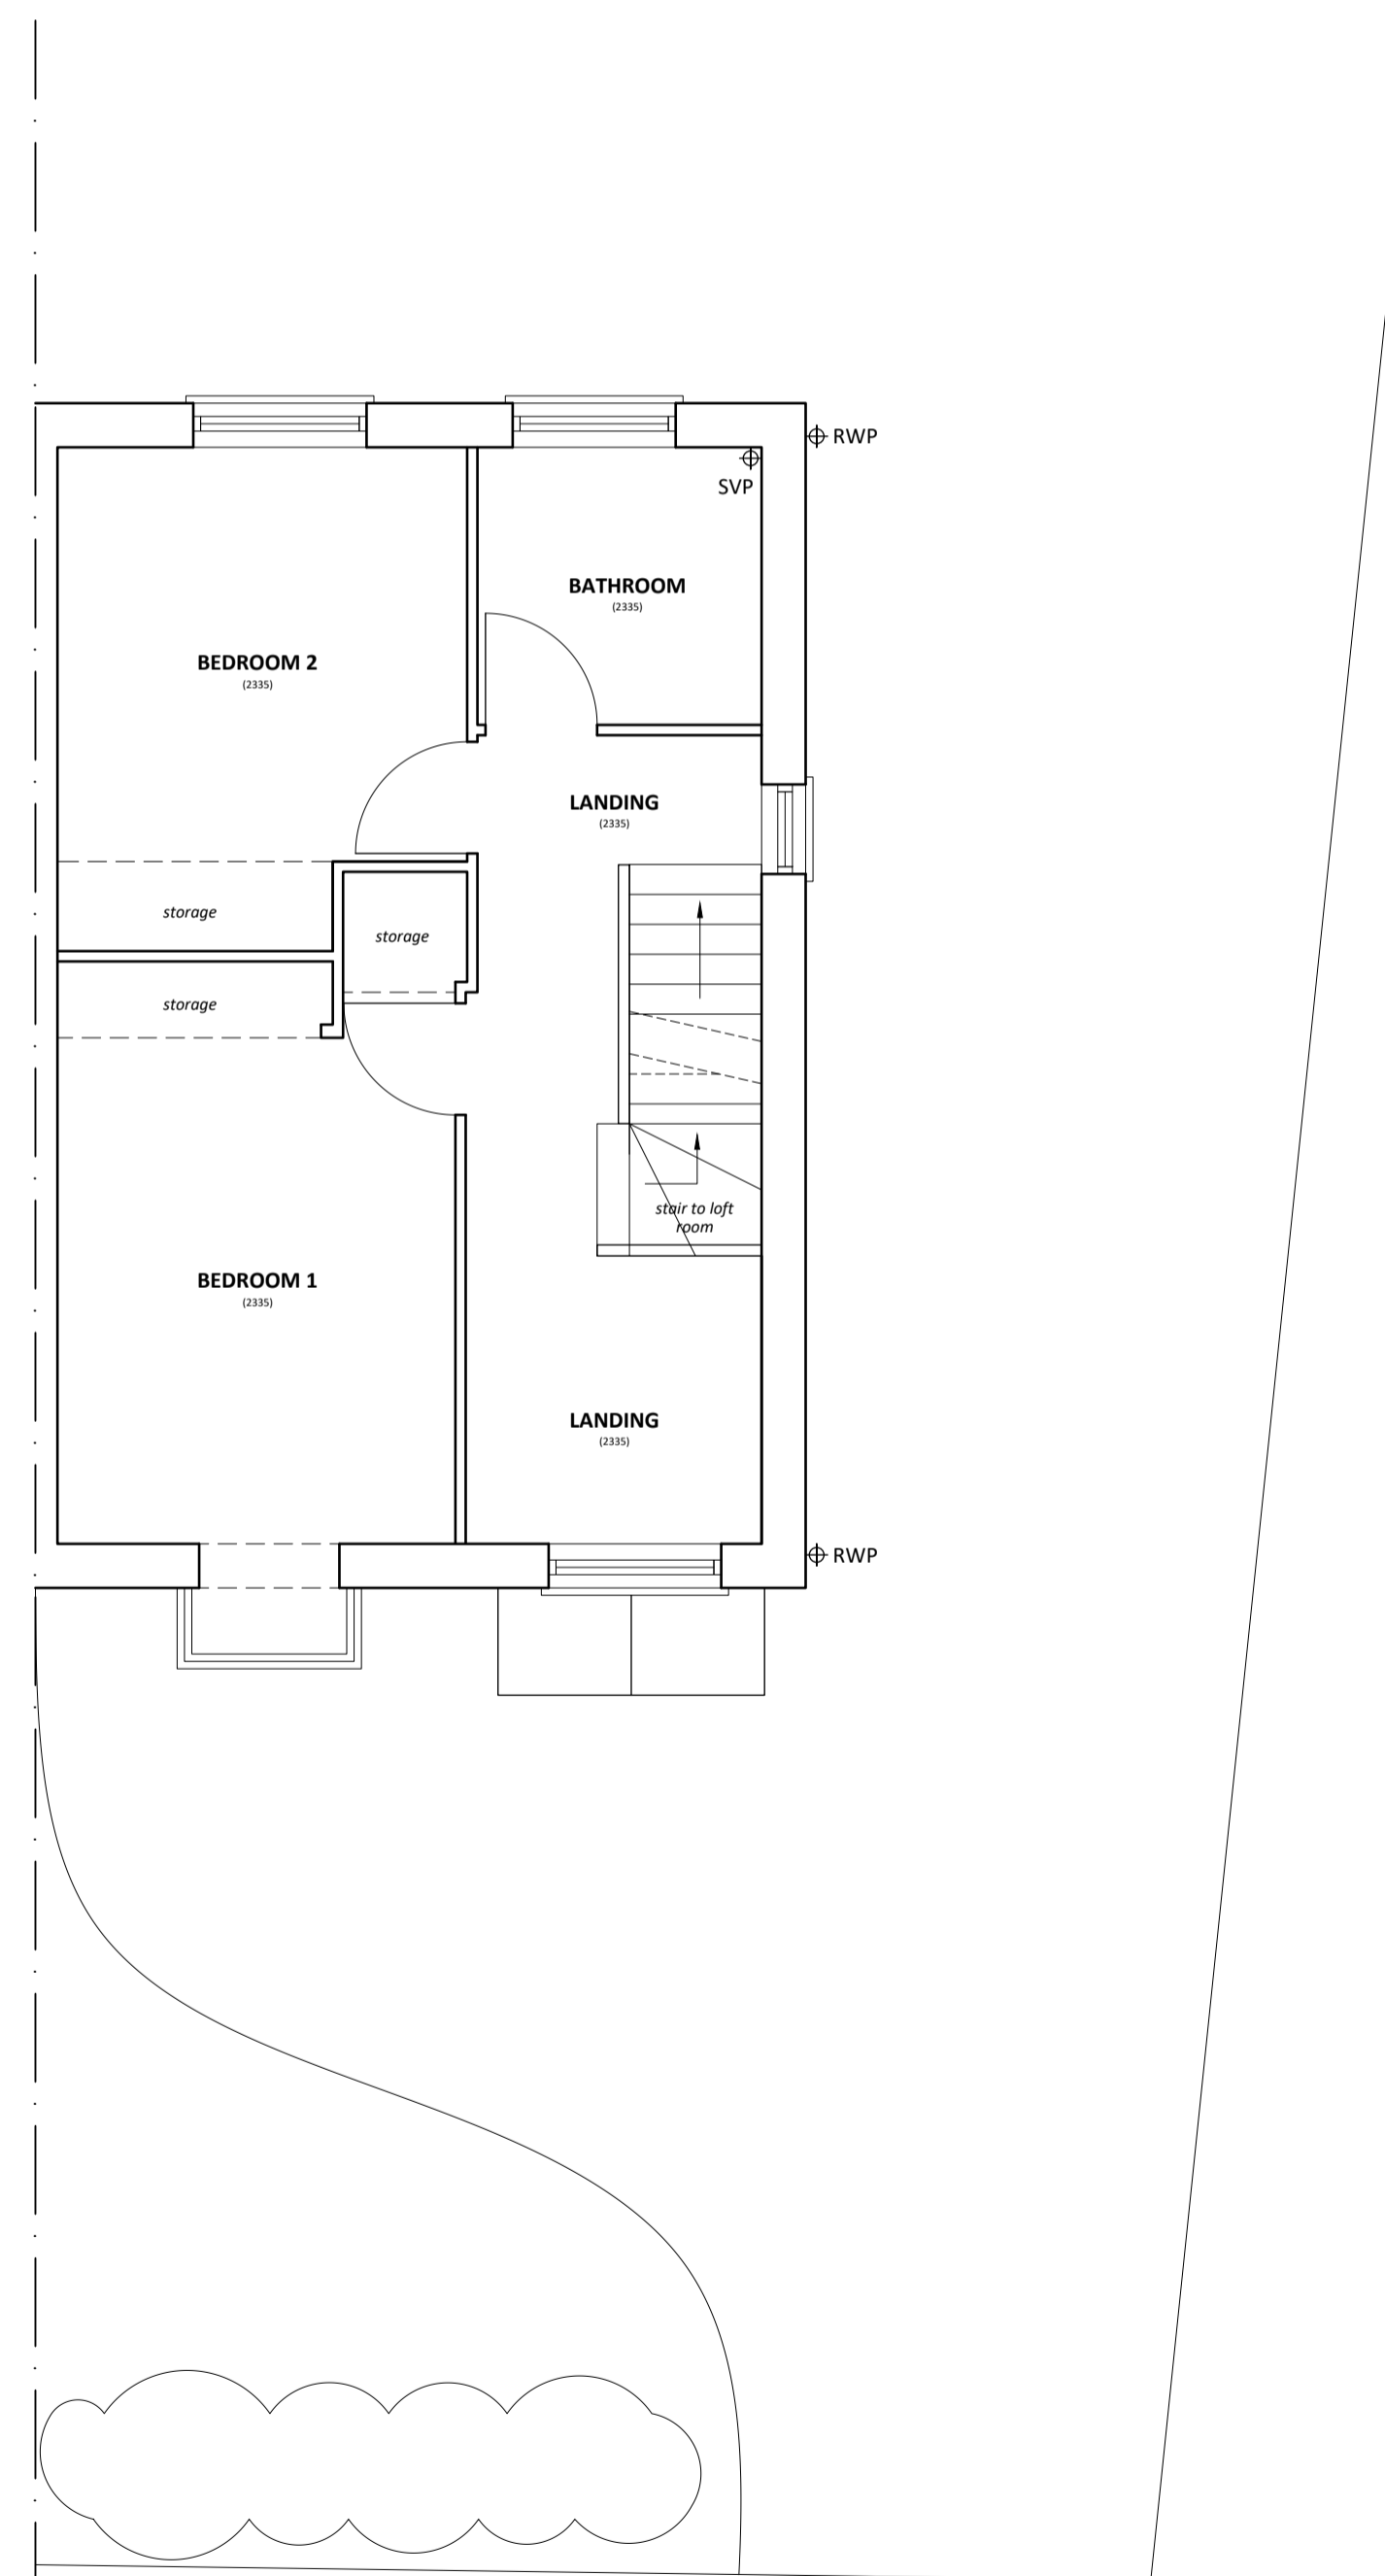 RWP
SVP
BATHROOM
(2335)
BEDROOM 2
(2335)
LANDING
(2335)
storage
storage
storage
stair to loft
room
BEDROOM 1
(2335)
LANDING
(2335)
RWP